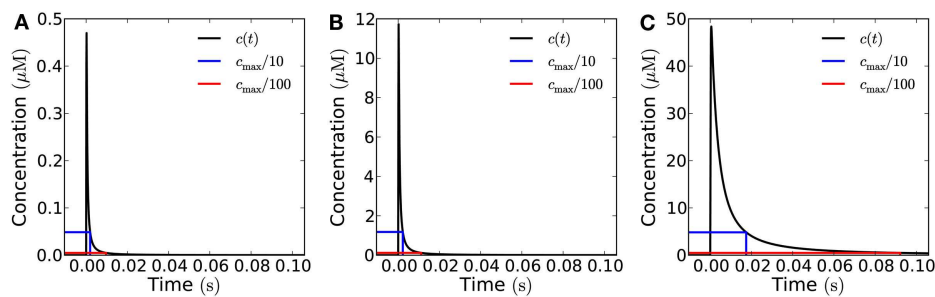 A
Concentration (μM)
0.5
0.4
0.3
0.2
0.1
0.0
0.00 0.02 0.04 0.06 0.08 0.10
Time (s)
c(t)
c_max/10
c_max/100
B
Concentration (μM)
12
10
8
6
4
2
0
0.00 0.02 0.04 0.06 0.08 0.10
Time (s)
c(t)
c_max/10
c_max/100
C
Concentration (μM)
50
40
30
20
10
0
0.00 0.02 0.04 0.06 0.08 0.10
Time (s)
c(t)
c_max/10
c_max/100